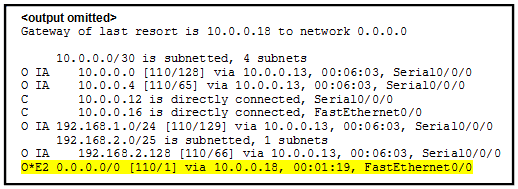 <output omitted>
Gateway of last resort is 10.0.0.18 to network 0.0.0.0
10.0.0.0/30 is subnetted, 4 subnets
O IA 10.0.0.0 [110/128] via 10.0.0.13, 00:06:03, Serial0/0/0
O IA 10.0.0.4 [110/65] via 10.0.0.13, 00:06:03, Serial0/0/0
C 10.0.0.12 is directly connected, Serial0/0/0
C 10.0.0.16 is directly connected, FastEthernet0/0
O IA 192.168.1.0/24 [110/129] via 10.0.0.13, 00:06:03, Serial0/0/0
192.168.2.0/25 is subnetted, 1 subnets
O IA 192.168.2.128 [110/66] via 10.0.0.13, 00:06:03, Serial0/0/0
O*E2 0.0.0.0/0 [110/1] via 10.0.0.18, 00:01:19, FastEthernet0/0